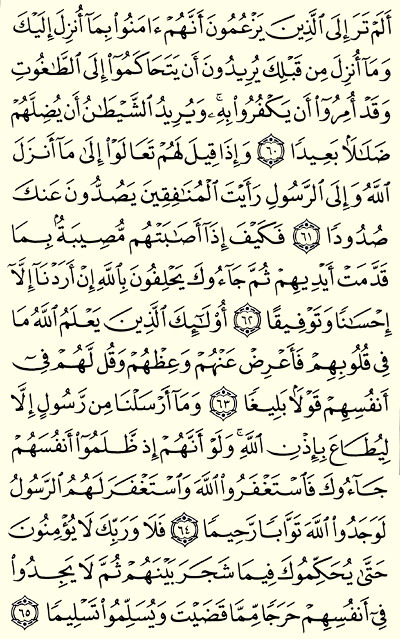 أَلَمۡ تَرَ إِلَى ٱلَّذِينَ يَزۡعُمُونَ أَنَّهُمۡ ءَامَنُواْ بِمَآ أُنزِلَ إِلَيۡكَ
وَمَآ أُنزِلَ مِن قَبۡلِكَ يُرِيدُونَ أَن يَتَحَاكَمُوٓاْ إِلَى ٱلطَّٰغُوتِ
وَقَدۡ أُمِرُوٓاْ أَن يَكۡفُرُواْ بِهِۦۖ وَيُرِيدُ ٱلشَّيۡطَٰنُ أَن يُضِلَّهُمۡ
ضَلَٰلَۢا بَعِيدٗا ٦٠ وَإِذَا قِيلَ لَهُمۡ تَعَالَوۡاْ إِلَىٰ مَآ أَنزَلَ
ٱللَّهُ وَإِلَى ٱلرَّسُولِ رَأَيۡتَ ٱلۡمُنَٰفِقِينَ يَصُدُّونَ عَنكَ
صُدُودٗا ٦١ فَكَيۡفَ إِذَآ أَصَٰبَتۡهُم مُّصِيبَةُۢ بِمَا
قَدَّمَتۡ أَيۡدِيهِمۡ ثُمَّ جَآءُوكَ يَحۡلِفُونَ بِٱللَّهِ إِنۡ أَرَدۡنَآ إِلَّآ
إِحۡسَٰنٗا وَتَوۡفِيقًا ٦٢ أُوْلَٰٓئِكَ ٱلَّذِينَ يَعۡلَمُ ٱللَّهُ مَا
فِي قُلُوبِهِمۡ فَأَعۡرِضۡ عَنۡهُمۡ وَعِظۡهُمۡ وَقُل لَّهُمۡ فِيٓ
أَنفُسِهِمۡ قَوۡلَۢا بَلِيغٗا ٦٣ وَمَآ أَرۡسَلۡنَا مِن رَّسُولٍ إِلَّا
لِيُطَاعَ بِإِذۡنِ ٱللَّهِۚ وَلَوۡ أَنَّهُمۡ إِذ ظَّلَمُوٓاْ أَنفُسَهُمۡ
جَآءُوكَ فَٱسۡتَغۡفَرُواْ ٱللَّهَ وَٱسۡتَغۡفَرَ لَهُمُ ٱلرَّسُولُ
لَوَجَدُواْ ٱللَّهَ تَوَّابٗا رَّحِيمٗا ٦٤ فَلَا وَرَبِّكَ لَا يُؤۡمِنُونَ
حَتَّىٰ يُحَكِّمُوكَ فِيمَا شَجَرَ بَيۡنَهُمۡ ثُمَّ لَا يَجِدُواْ
فِيٓ أَنفُسِهِمۡ حَرَجٗا مِّمَّا قَضَيۡتَ وَيُسَلِّمُواْ تَسۡلِيمٗا ٦٥